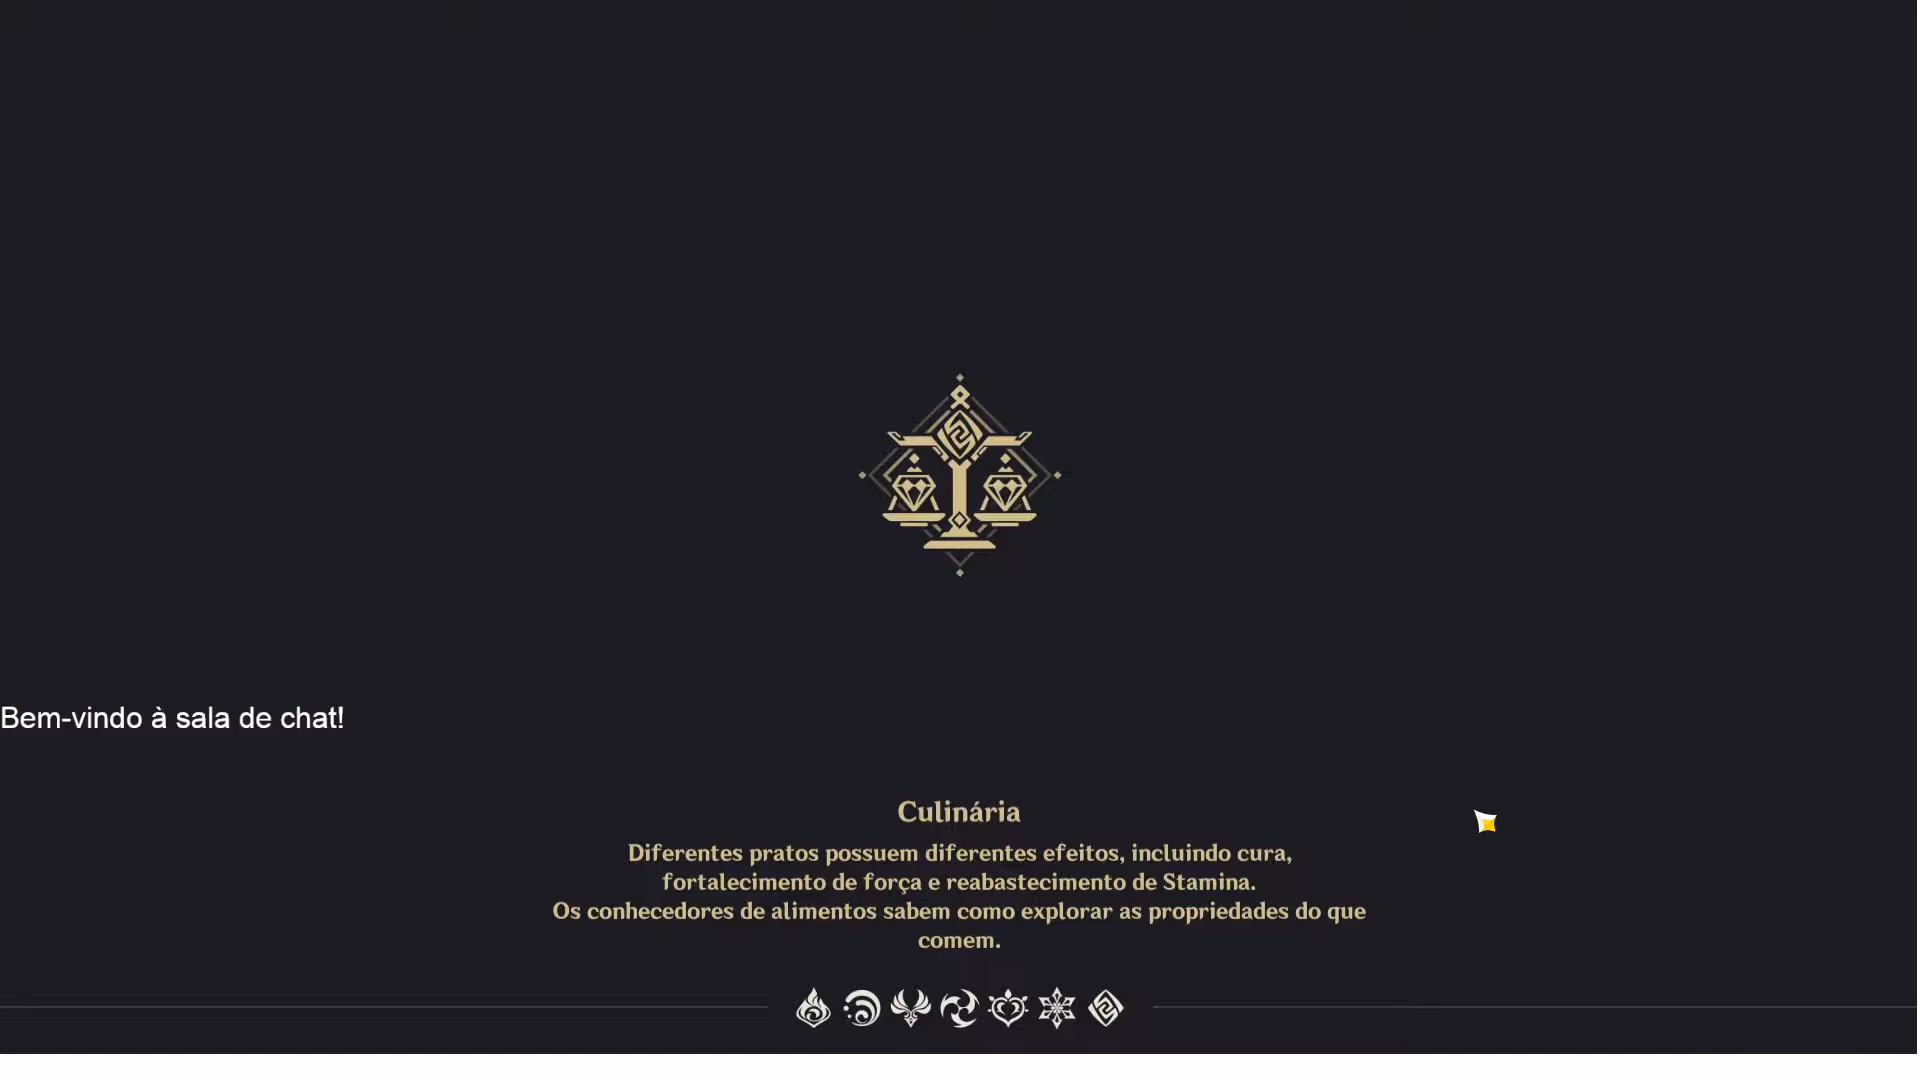 Bem-vindo à sala de chat!
Culinária
Diferentes pratos possuem diferentes efeitos, incluindo cura,
fortalecimento de força e reabastecimento de Stamina.
Os conhecedores de alimentos sabem como explorar as propriedades do que
comem.